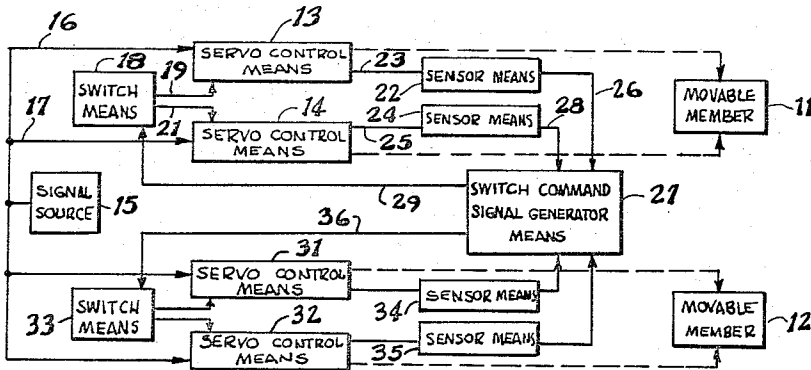 16
13
18
SERVO CONTROL
MEANS
23
19
SWITCH
MEANS
SENSOR MEANS
22
26
MOVABLE
MEMBER
11
17
21
14
24
SENSOR MEANS
28
SERVO CONTROL
MEANS
25
SIGNAL
SOURCE
15
29
SWITCH COMMAND
SIGNAL GENERATOR
MEANS
27
36
31
SERVO CONTROL
MEANS
SWITCH
MEANS
33
34
SENSOR MEANS
MOVABLE
MEMBER
12
32
SERVO CONTROL
MEANS
SENSOR MEANS
35